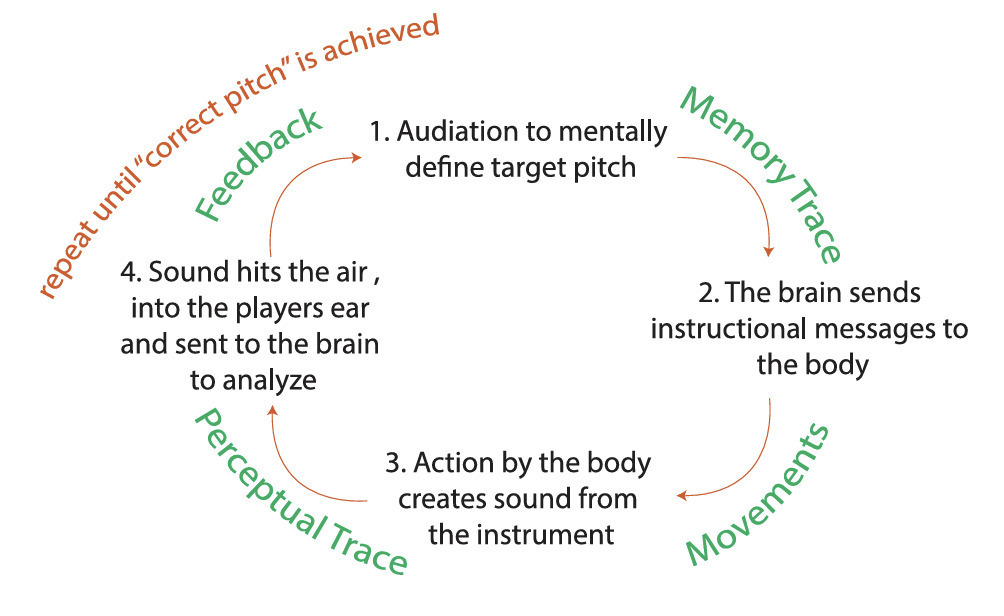 repeat until “correct pitch” is achieved
Feedback
1. Audiation to mentally
define target pitch
Memory Trace
2. The brain sends
instructional messages to
the body
Movements
3. Action by the body
creates sound from
the instrument
Perceptual Trace
4. Sound hits the air ,
into the players ear
and sent to the brain
to analyze